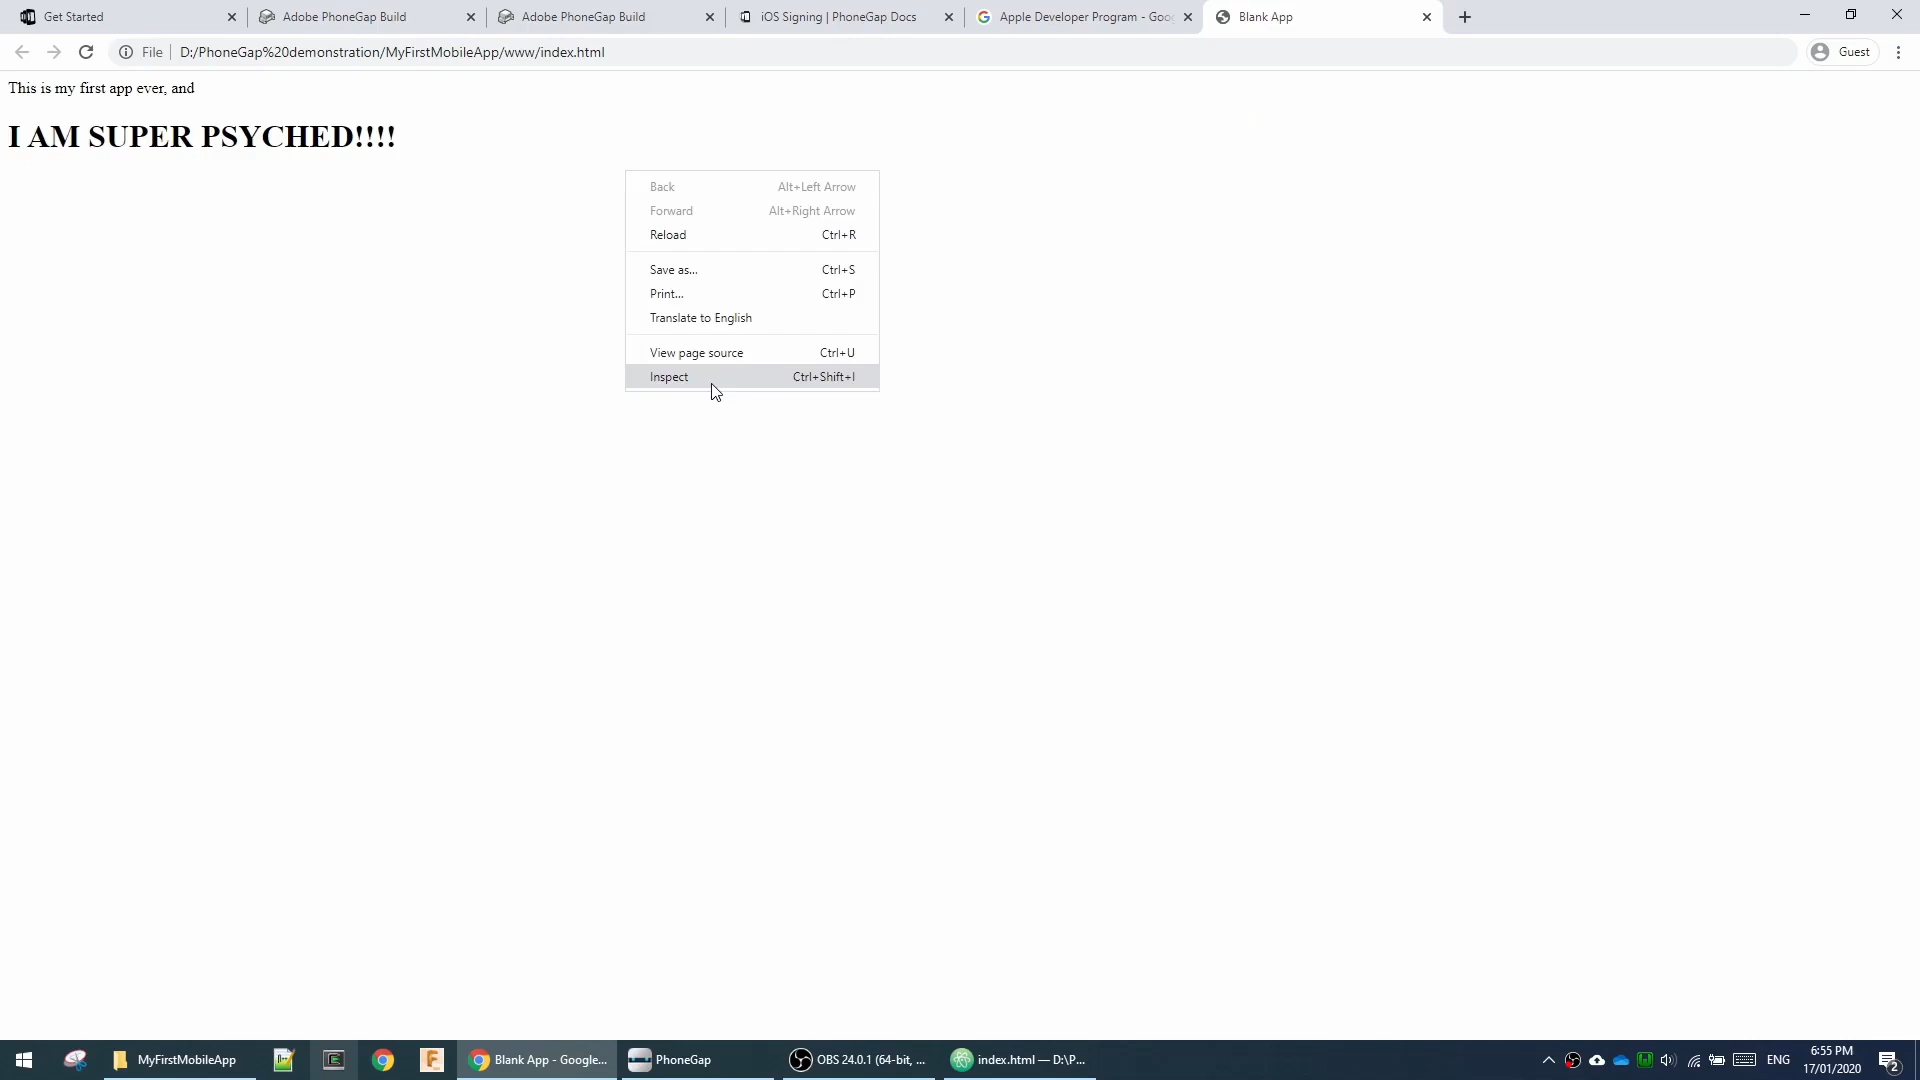 Get Started
Adobe PhoneGap Build
Adobe PhoneGap Build
iOS Signing | PhoneGap Docs
Apple Developer Program - Goo
Blank App
File | D:/PhoneGap%20demonstration/MyFirstMobileApp/www/index.html
Guest
This is my first app ever, and
I AM SUPER PSYCHED!!!!
Back Alt+Left Arrow
Forward Alt+Right Arrow
Reload Ctrl+R
Save as... Ctrl+S
Print... Ctrl+P
Translate to English
View page source Ctrl+U
Inspect Ctrl+Shift+I
MyFirstMobileApp
Blank App - Google...
PhoneGap
OBS 24.0.1 (64-bit, ...
index.html — D:\P...
ENG
6:55 PM
17/01/2020
2